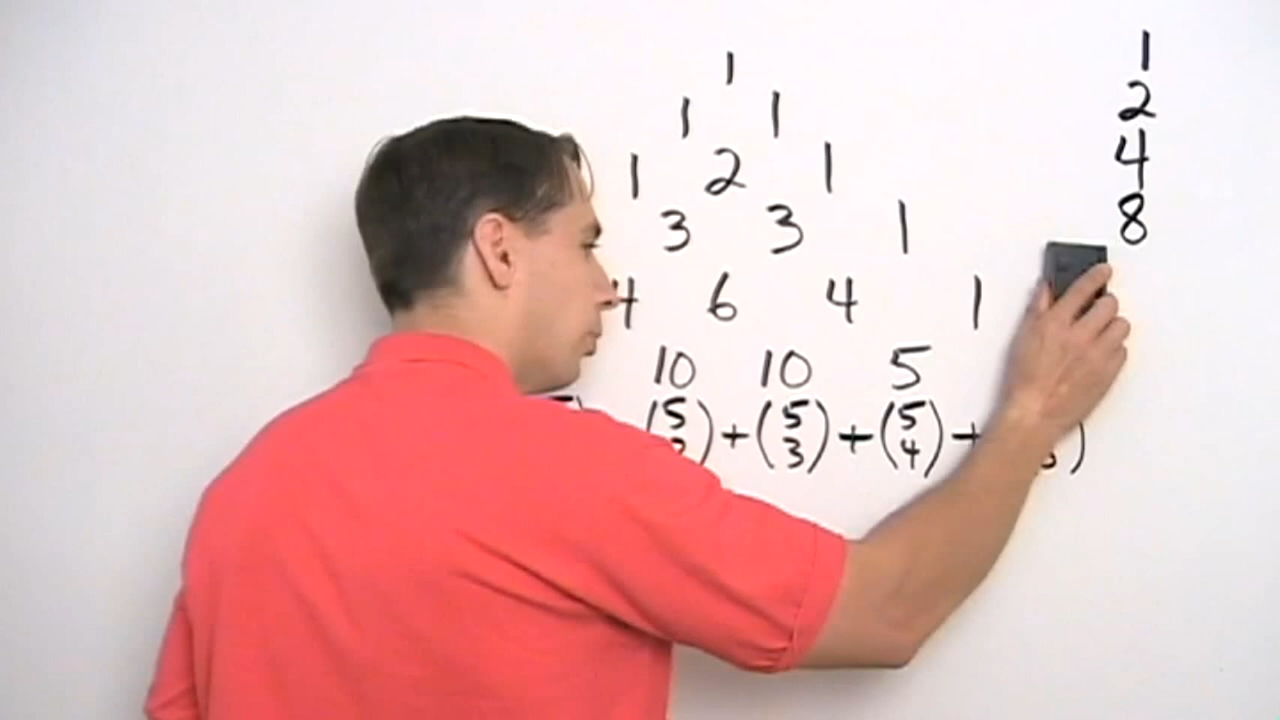 1 1
1 1 2
1 2 1 4
3 3 1 8
4 6 4 1
10 10 5
(5 + (5 3) + (5 4) +